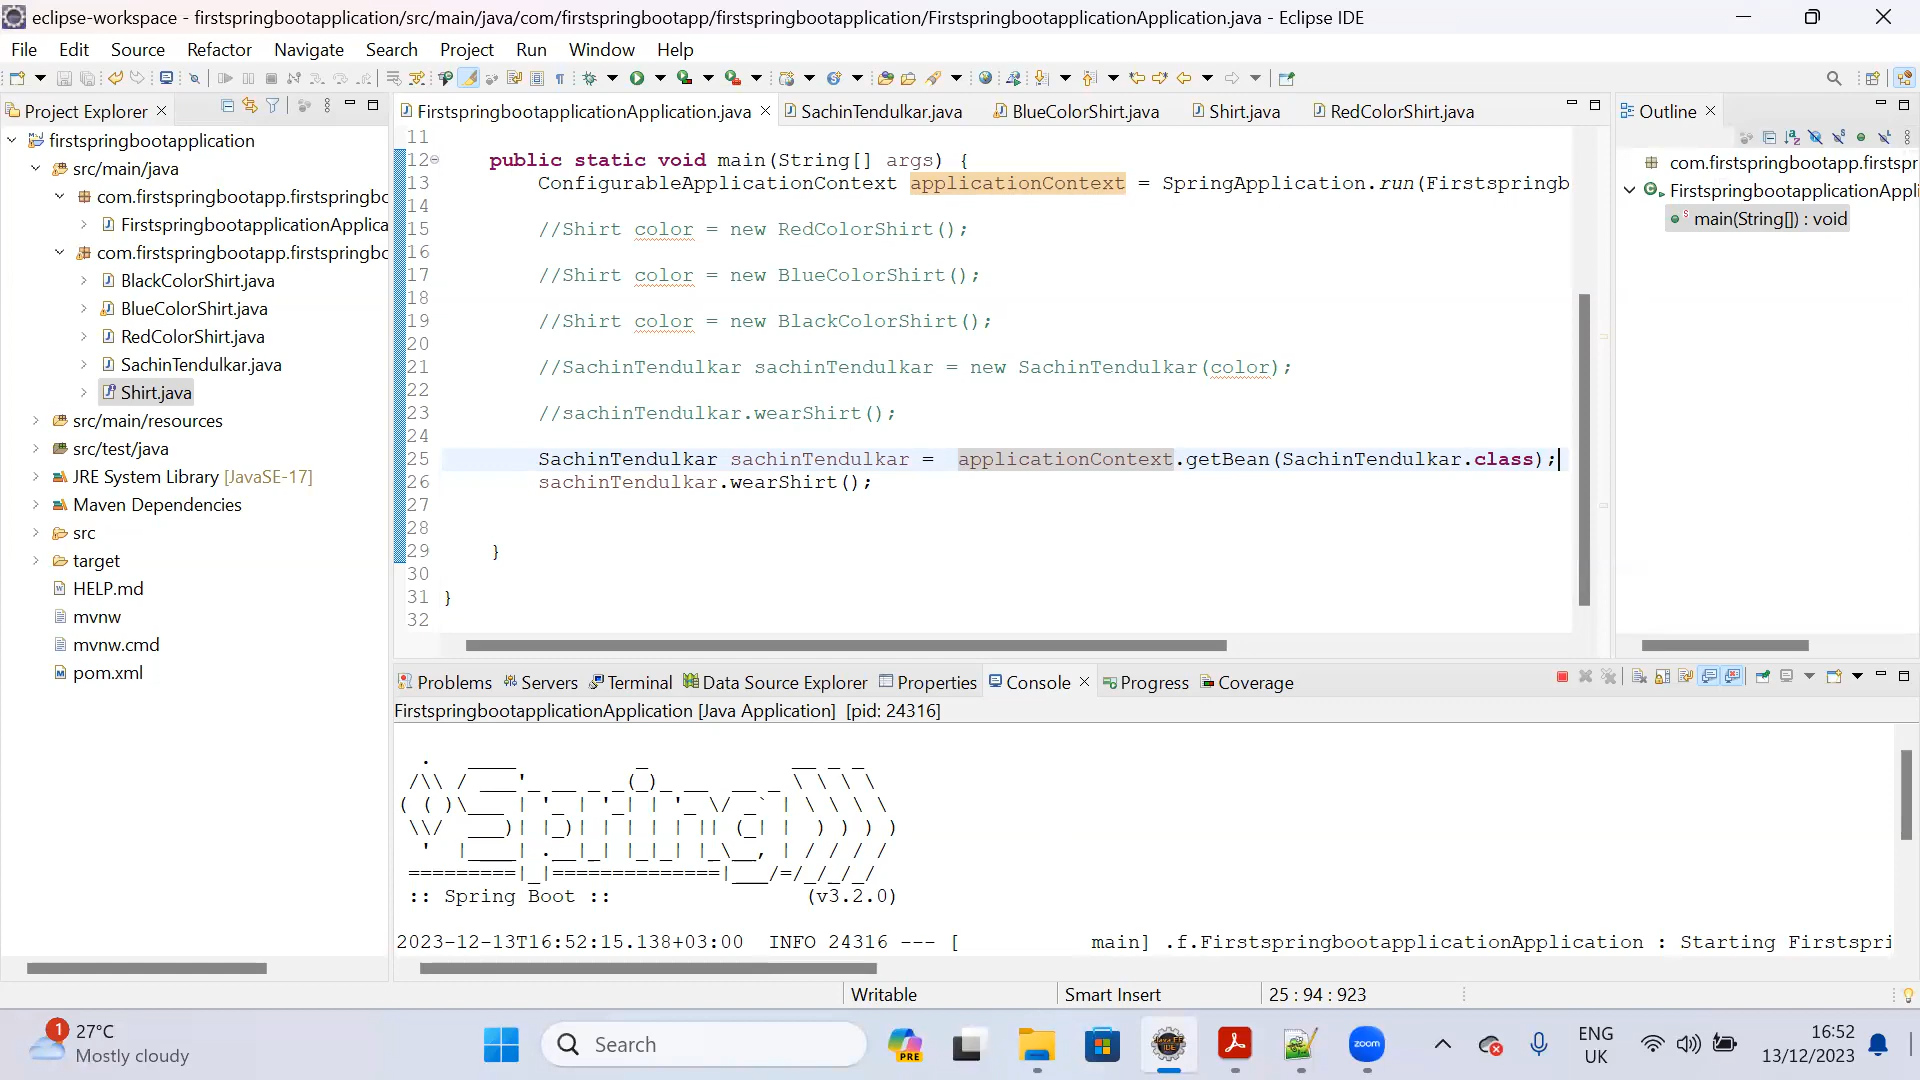 eclipse-workspace - firstspringbootapplication/src/main/java/com/firstspringbootapp/firstspringbootapplication/FirstspringbootapplicationApplication.java - Eclipse IDE
File Edit Source Refactor Navigate Search Project Run Window Help
Project Explorer
firstspringbootapplication
src/main/java
com.firstspringbootapp.firstspringbc
FirstspringbootapplicationApplica
com.firstspringbootapp.firstspringbc
BlackColorShirt.java
BlueColorShirt.java
RedColorShirt.java
SachinTendulkar.java
Shirt.java
src/main/resources
src/test/java
JRE System Library [JavaSE-17]
Maven Dependencies
src
target
HELP.md
mvnw
mvnw.cmd
pom.xml
FirstspringbootapplicationApplication.java SachinTendulkar.java BlueColorShirt.java Shirt.java RedColorShirt.java
11
12 public static void main(String[] args) {
13 ConfigurableApplicationContext applicationContext = SpringApplication.run(Firstspringb
14
15 //Shirt color = new RedColorShirt();
16
17 //Shirt color = new BlueColorShirt();
18
19 //Shirt color = new BlackColorShirt();
20
21 //SachinTendulkar sachinTendulkar = new SachinTendulkar(color);
22
23 //sachinTendulkar.wearShirt();
24
25 SachinTendulkar sachinTendulkar = applicationContext.getBean(SachinTendulkar.class);
26 sachinTendulkar.wearShirt();
27
28
29 }
30
31 }
32
Outline
com.firstspringbootapp.firstspr
FirstspringbootapplicationAppli
main(String[]) : void
Problems Servers Terminal Data Source Explorer Properties Console Progress Coverage
FirstspringbootapplicationApplication [Java Application] [pid: 24316]
Spring
:: Spring Boot :: (v3.2.0)
2023-12-13T16:52:15.138+03:00 INFO 24316 --- [ main] .f.FirstspringbootapplicationApplication : Starting Firstspri
Writable Smart Insert 25 : 94 : 923
1
27°C
Mostly cloudy
Search
PRE
Java EE
IDE
zoom
ENG
UK
16:52
13/12/2023